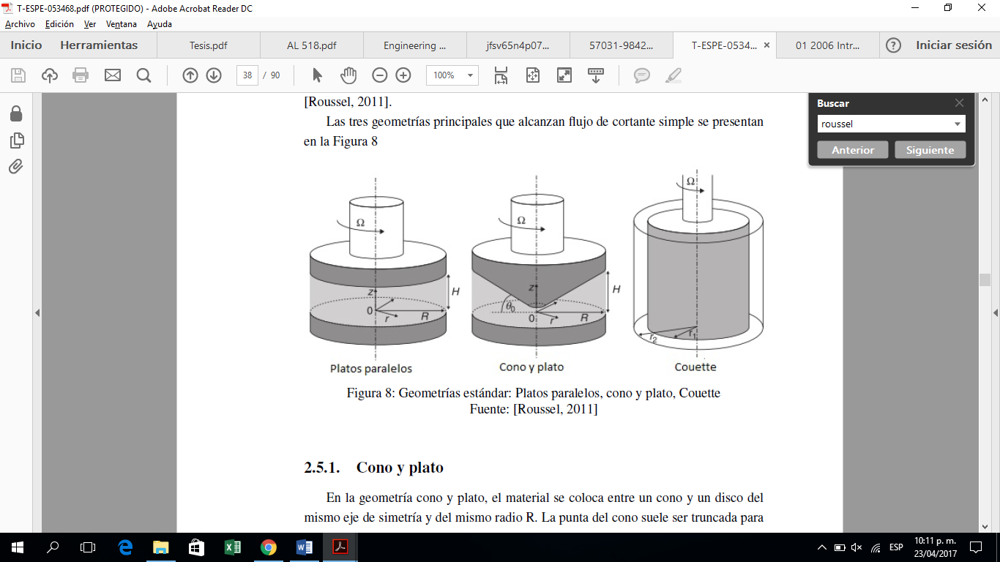 T-ESPE-053468.pdf (PROTEGIDO) - Adobe Acrobat Reader DC
Archivo Edición Ver Ventana Ayuda
Inicio Herramientas Tesis.pdf AL 518.pdf Engineering ... jfsv65n4p07... 57031-9842... T-ESPE-0534... × 01 2006 Intr... ? Iniciar sesión
38 / 90 100%
Buscar
roussel
Anterior Siguiente
[Roussel, 2011].
Las tres geometrías principales que alcanzan flujo de cortante simple se presentan
en la Figura 8
Ω Ω Ω
z H z H
θ0
0 r R 0 r R r2 r1
Platos paralelos Cono y plato Couette
Figura 8: Geometrías estándar: Platos paralelos, cono y plato, Couette
Fuente: [Roussel, 2011]
2.5.1. Cono y plato
En la geometría cono y plato, el material se coloca entre un cono y un disco del
mismo eje de simetría y del mismo radio R. La punta del cono suele ser truncada para
ESP
10:11 p. m.
23/04/2017